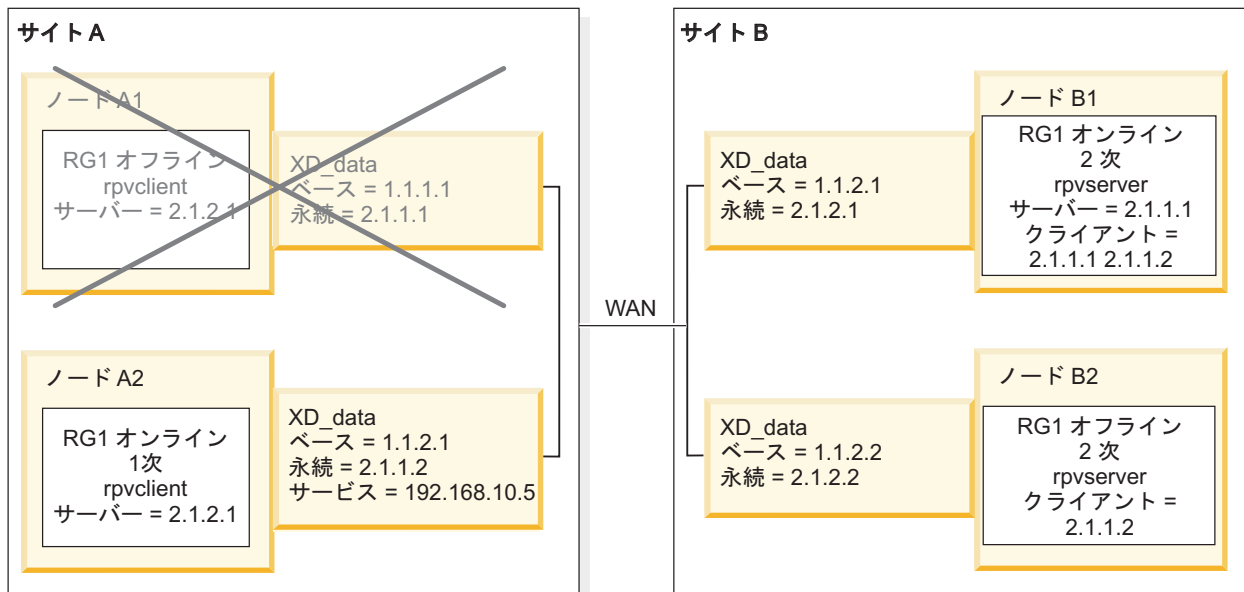 サイト A
ノード A1
RG1 オフライン
rpvclient
サーバー = 2.1.2.1
XD_data
ベース = 1.1.1.1
永続 = 2.1.1.1
ノード A2
RG1 オンライン
1次
rpvclient
サーバー = 2.1.2.1
XD_data
ベース = 1.1.2.1
永続 = 2.1.1.2
サービス = 192.168.10.5
WAN
サイト B
XD_data
ベース = 1.1.2.1
永続 = 2.1.2.1
ノード B1
RG1 オンライン
2 次
rpvserver
サーバー = 2.1.1.1
クライアント =
2.1.1.1 2.1.1.2
XD_data
ベース = 1.1.2.2
永続 = 2.1.2.2
ノード B2
RG1 オフライン
2 次
rpvserver
クライアント =
2.1.1.2